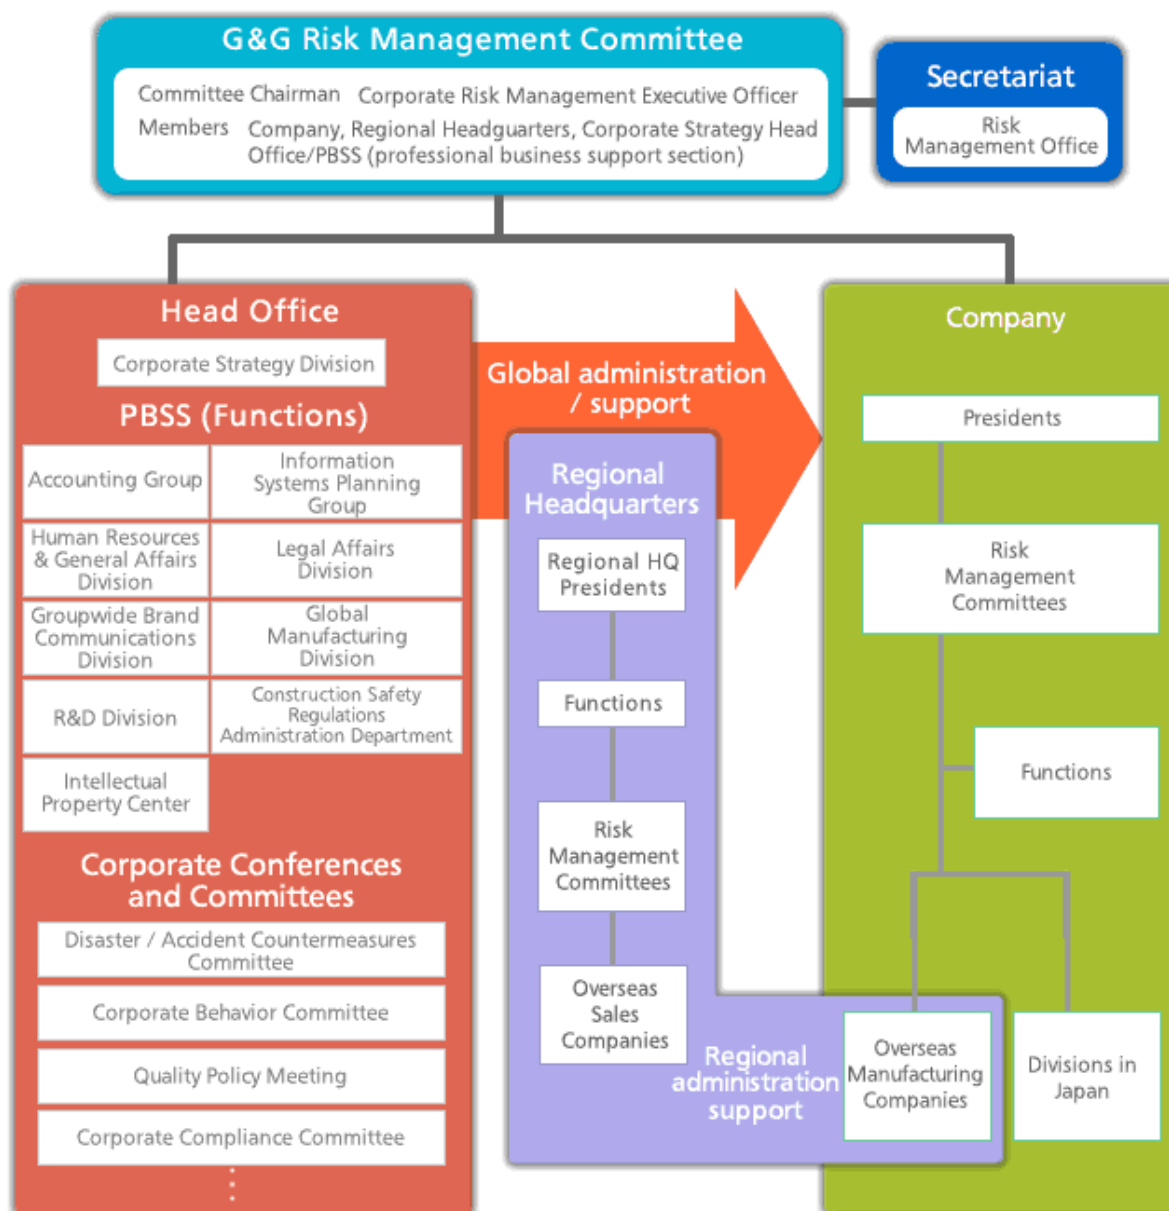 G&G Risk Management Committee
Committee Chairman Corporate Risk Management Executive Officer
Members Company, Regional Headguarters, Corporate Strategy Head
Office/PBSS (professional business support section)
Secretariat
Risk
Management Office
Head Office
Corporate Strategy Division
PBSS (Functions)
Accounting Group
Information
Systems Planning
Group
Human Resources
& General Affairs
Division
Legal Affairs
Division
Groupwide Brand
Communications
Division
Global
Manufacturing
Division
R&D Division
Construction Safety
Regulations
Administration Department
Intellectual
Property Center
Corporate Conferences
and Committees
Disaster / Accident Countermeasures
Committee
Corporate Behavior Committee
Quality Policy Meeting
Corporate Compliance Committee
Global administration
/ support
Regional
Headquarters
Regional HQ
Presidents
Functions
Risk
Management
Committees
Overseas
Sales
Companies
Regional
administration
support
Company
Presidents
Risk
Management
Committees
Functions
Overseas
Manufacturing
Companies
Divisions in
Japan